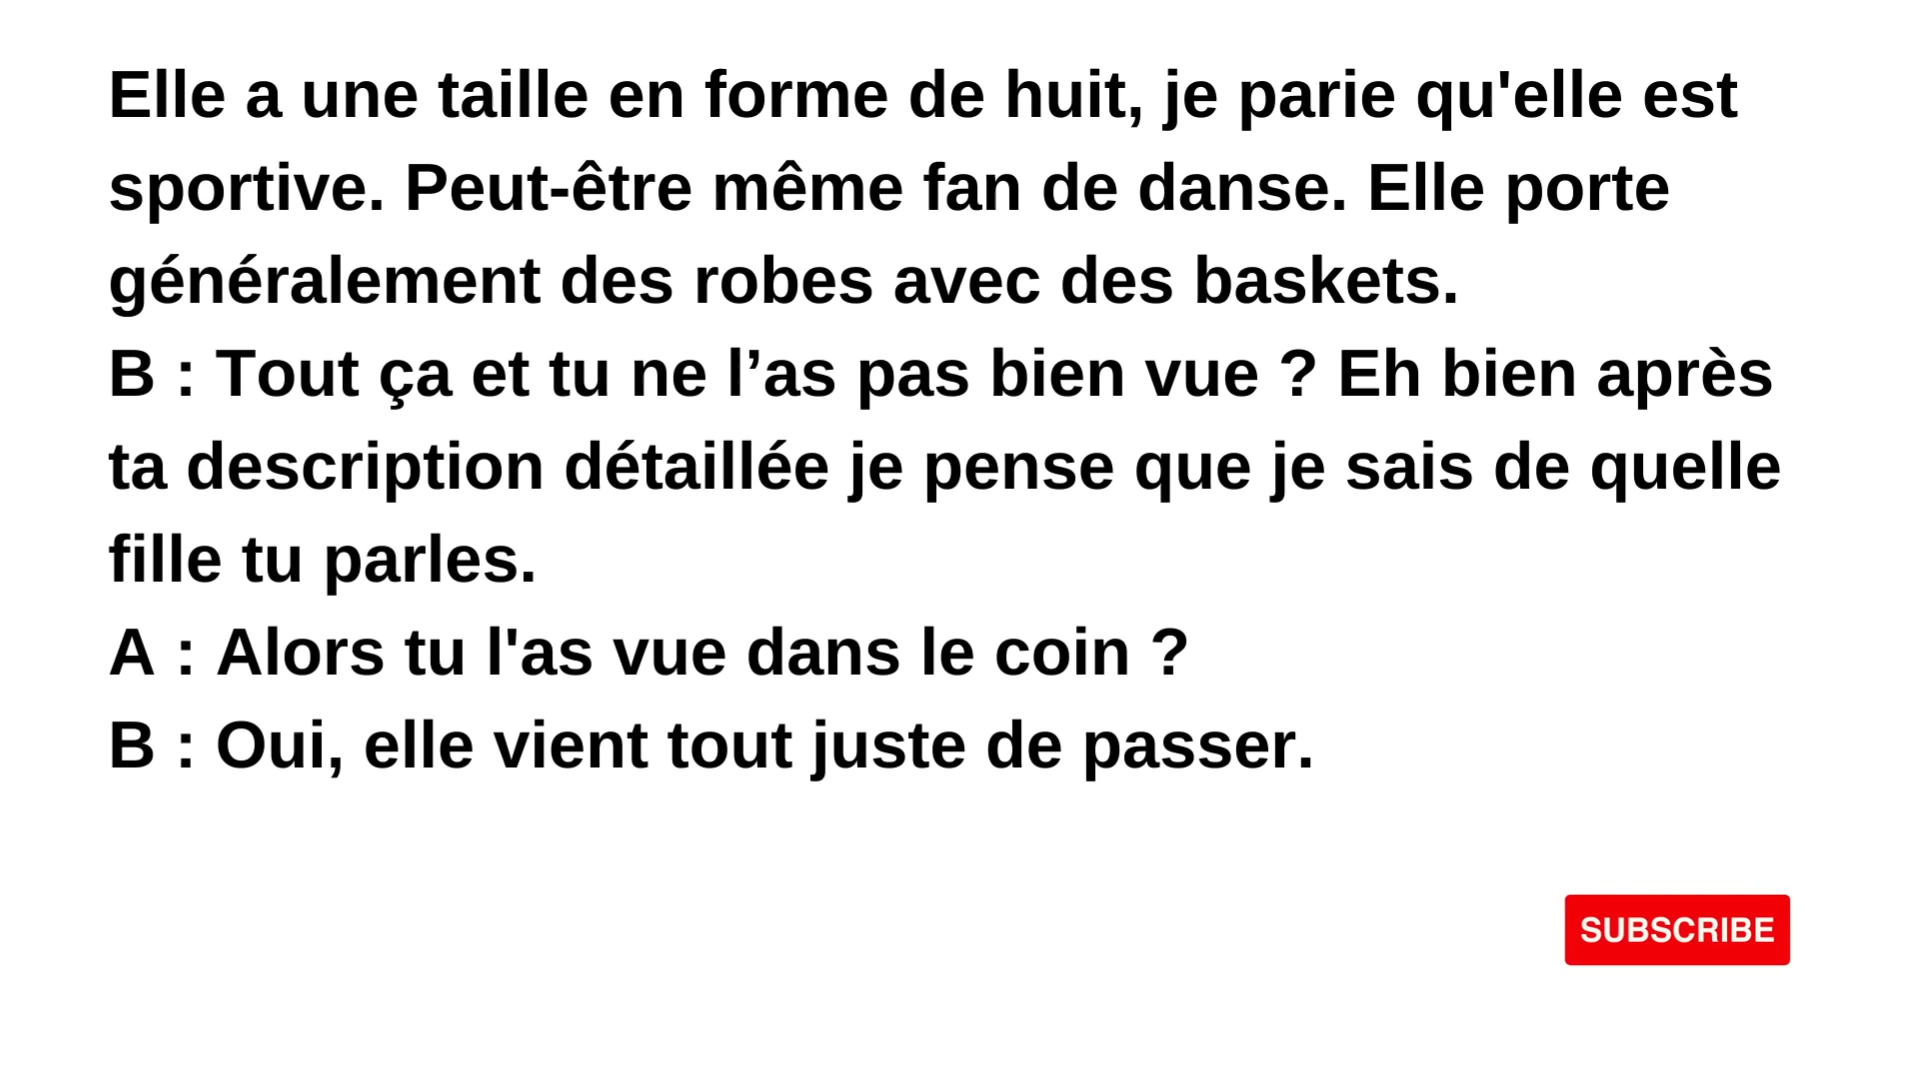 Elle a une taille en forme de huit, je parie qu'elle est
sportive. Peut-être même fan de danse. Elle porte
généralement des robes avec des baskets.
B : Tout ça et tu ne l’as pas bien vue ? Eh bien après
ta description détaillée je pense que je sais de quelle
fille tu parles.
A : Alors tu l'as vue dans le coin ?
B : Oui, elle vient tout juste de passer.
SUBSCRIBE